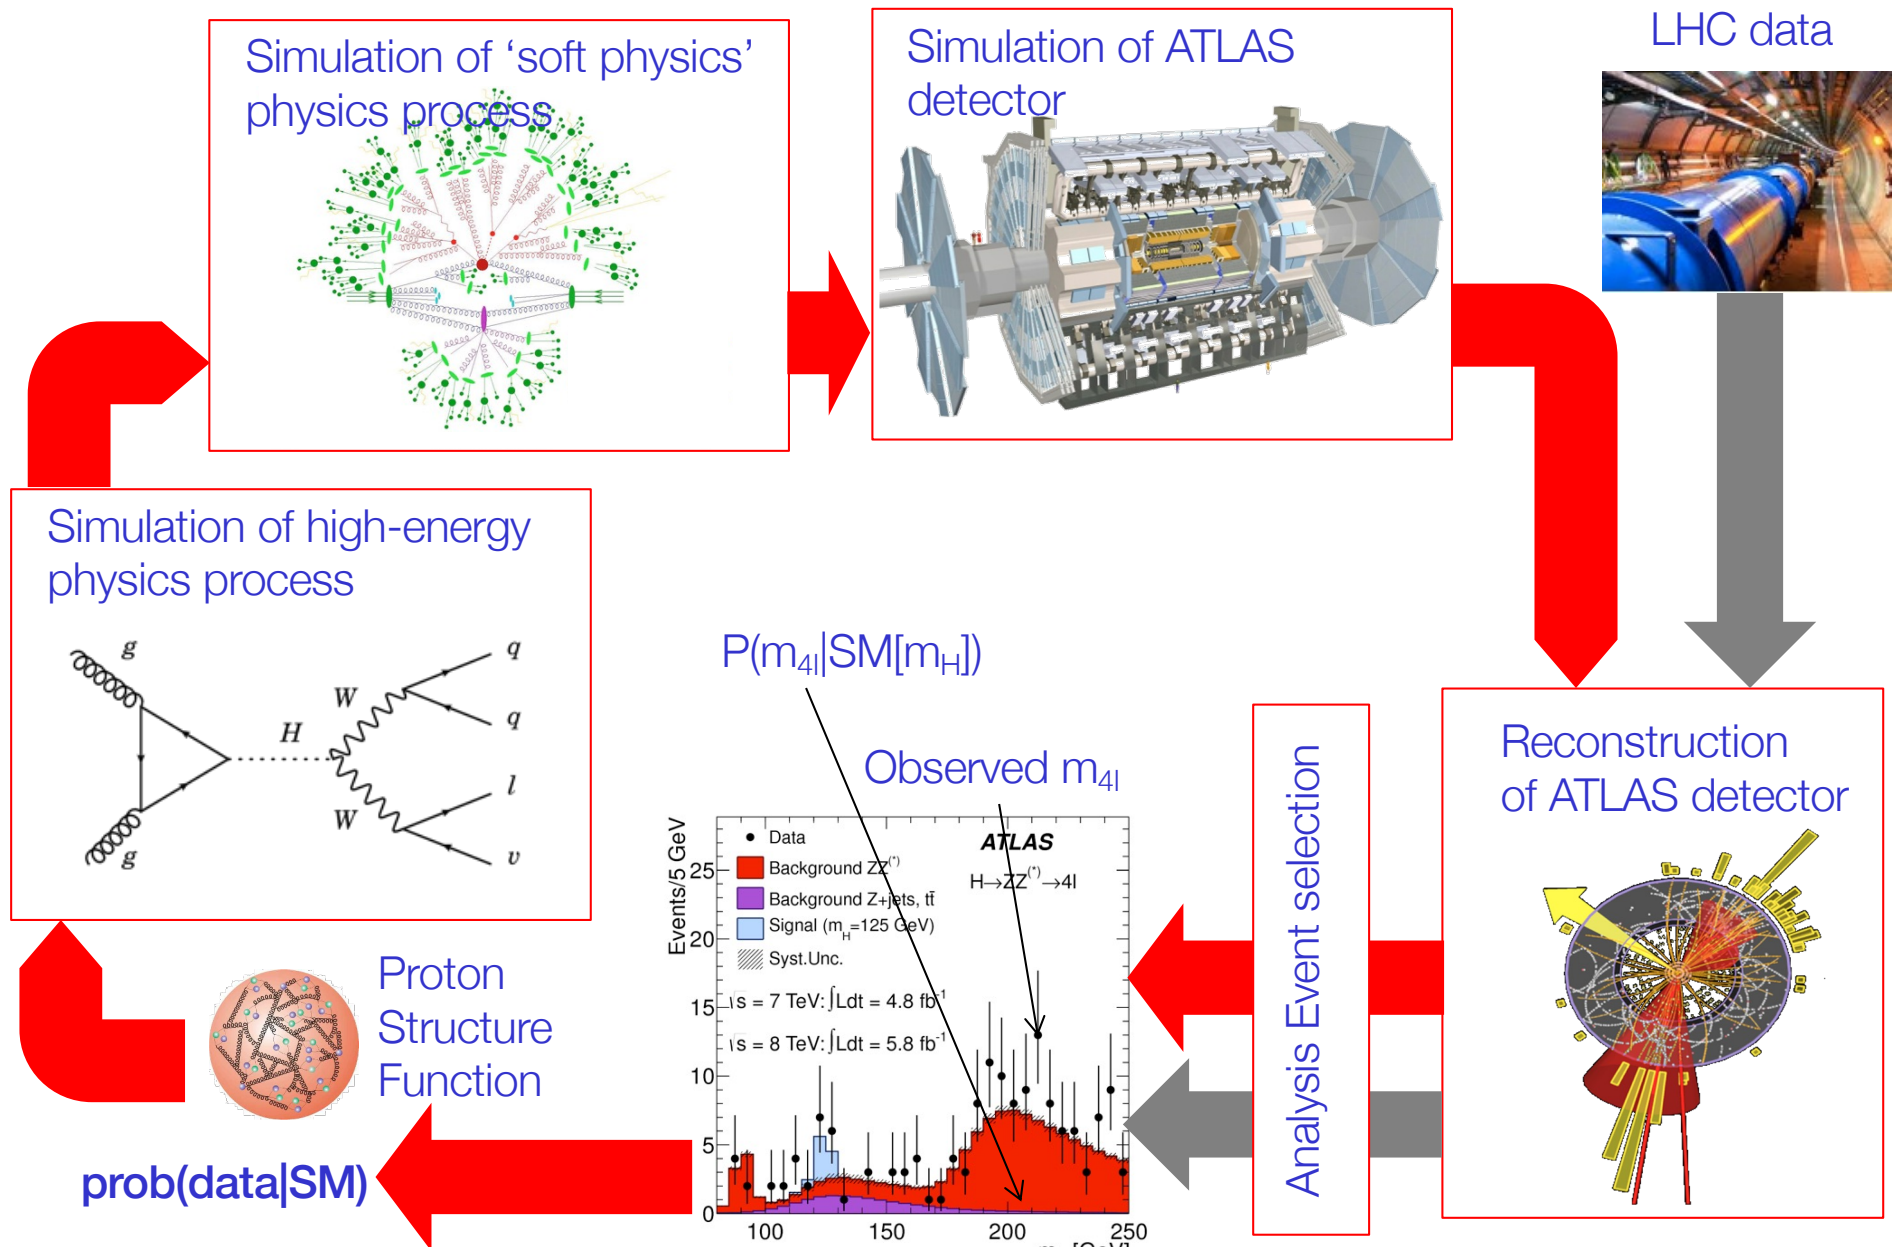 Simulation of ‘soft physics’
physics process
Simulation of ATLAS
detector
LHC data
Simulation of high-energy
physics process
g
g
H
W
W
q
q
l
ν
P(m4l|SM[mH])
Observed m4l
Events/5 GeV
25
20
15
10
5
0
100
150
200
250
Data
Background ZZ(*)
Background Z+jets, tt̄
Signal (mH=125 GeV)
Syst.Unc.
√s = 7 TeV: ∫Ldt = 4.8 fb-1
√s = 8 TeV: ∫Ldt = 5.8 fb-1
ATLAS
H→ZZ(*)→4l
Analysis Event selection
Reconstruction
of ATLAS detector
Proton
Structure
Function
prob(data|SM)